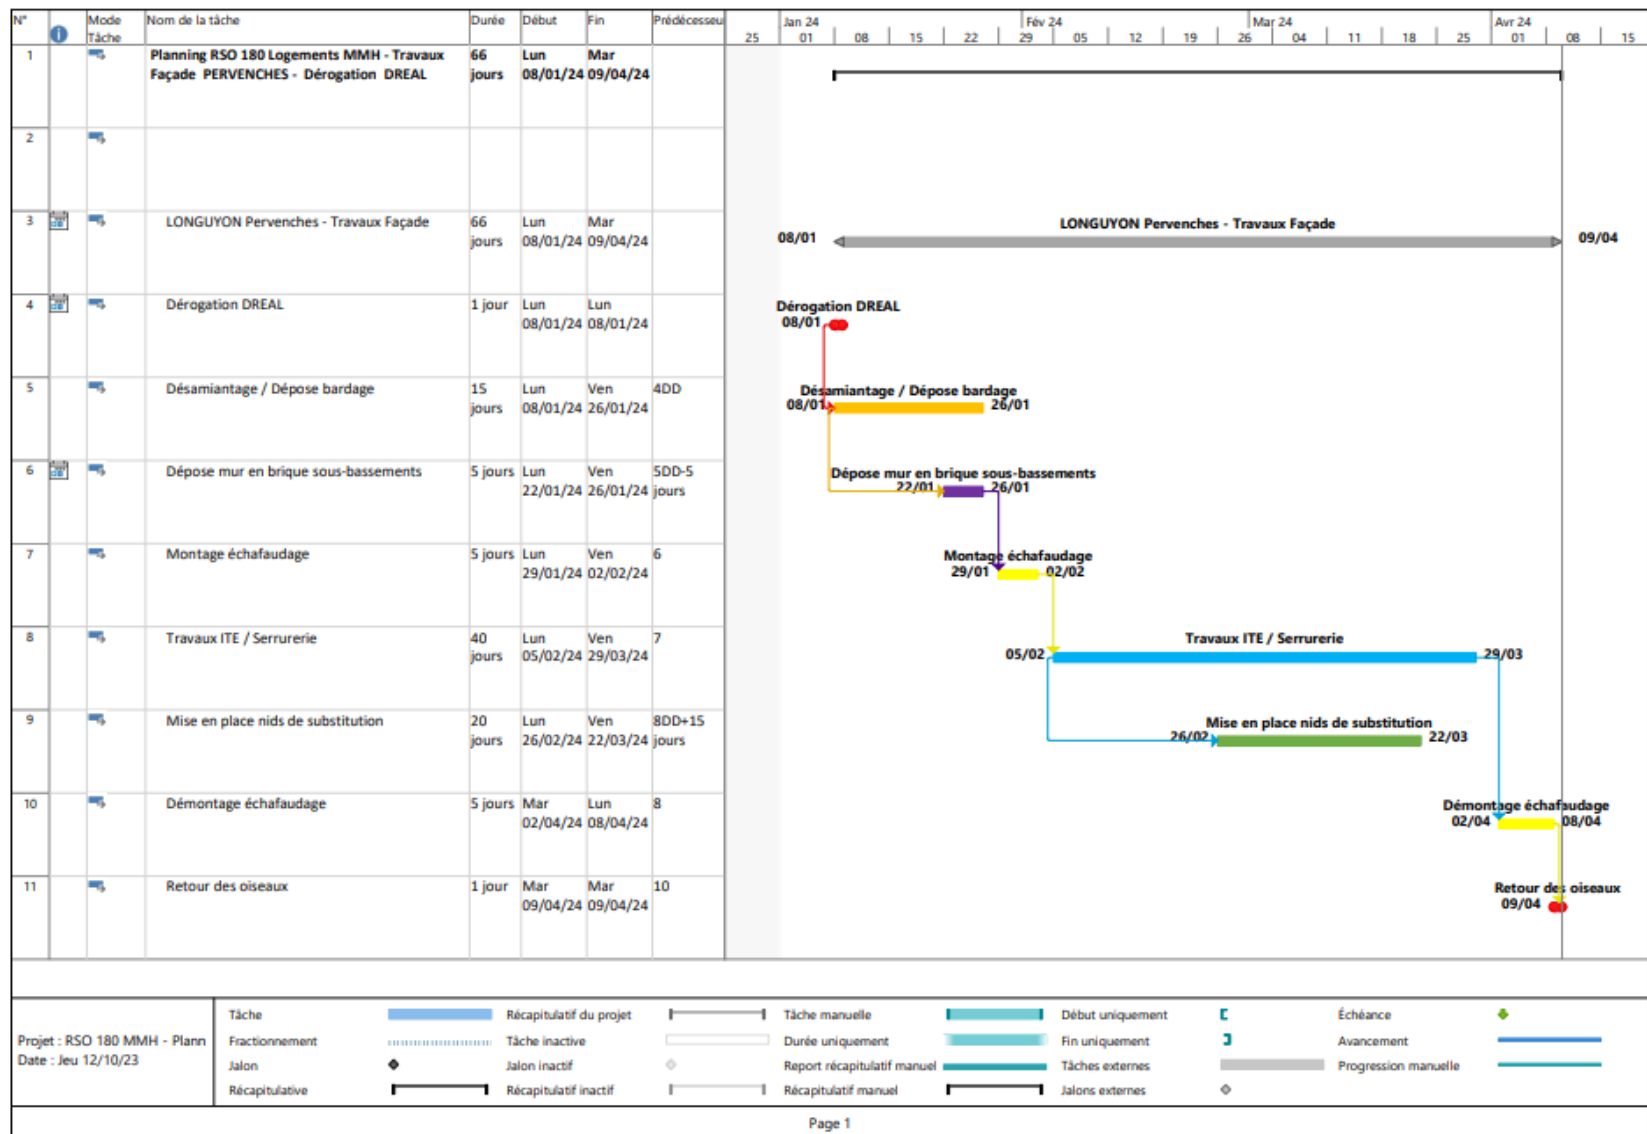 N° Mode Nom de la tâche Durée Début Fin Prédécesseu Jan 24 Fév 24 Mar 24 Avr 24
Tâche 25 01 08 15 22 29 05 12 19 26 04 11 18 25 01 08 15
1 Planning RSO 180 Logements MMH - Travaux 66 Lun Mar
Façade PERVENCHES - Dérogation DREAL jours 08/01/24 09/04/24
2
3 LONGUYON Pervenches - Travaux Façade 66 Lun Mar LONGUYON Pervenches - Travaux Façade
jours 08/01/24 09/04/24 08/01 09/04
4 Dérogation DREAL 1 jour Lun Lun Dérogation DREAL
08/01/24 08/01/24 08/01
5 Désamiantage / Dépose bardage 15 Lun Ven 4DD Désamiantage / Dépose bardage
jours 08/01/24 26/01/24 08/01 26/01
6 Dépose mur en brique sous-bassements 5 jours Lun Ven 5DD-5 Dépose mur en brique sous-bassements
22/01/24 26/01/24 jours 22/01 26/01
7 Montage échafaudage 5 jours Lun Ven 6 Montage échafaudage
29/01/24 02/02/24 29/01 02/02
8 Travaux ITE / Serrurerie 40 Lun Ven 7 Travaux ITE / Serrurerie
jours 05/02/24 29/03/24 05/02 29/03
9 Mise en place nids de substitution 20 Lun Ven 8DD+15 Mise en place nids de substitution
jours 26/02/24 22/03/24 jours 26/02 22/03
10 Démontage échafaudage 5 jours Mar Lun 8 Démontage échafaudage
02/04/24 08/04/24 02/04 08/04
11 Retour des oiseaux 1 jour Mar Mar 10 Retour des oiseaux
09/04/24 09/04/24 09/04
Projet : RSO 180 MMH - Plann
Date : Jeu 12/10/23
Tâche Récapitulatif du projet Tâche manuelle Début uniquement Échéance
Fractionnement Tâche inactive Durée uniquement Fin uniquement Avancement
Jalon Jalon inactif Report récapitulatif manuel Tâches externes Progression manuelle
Récapitulative Récapitulatif inactif Récapitulatif manuel Jalons externes
Page 1